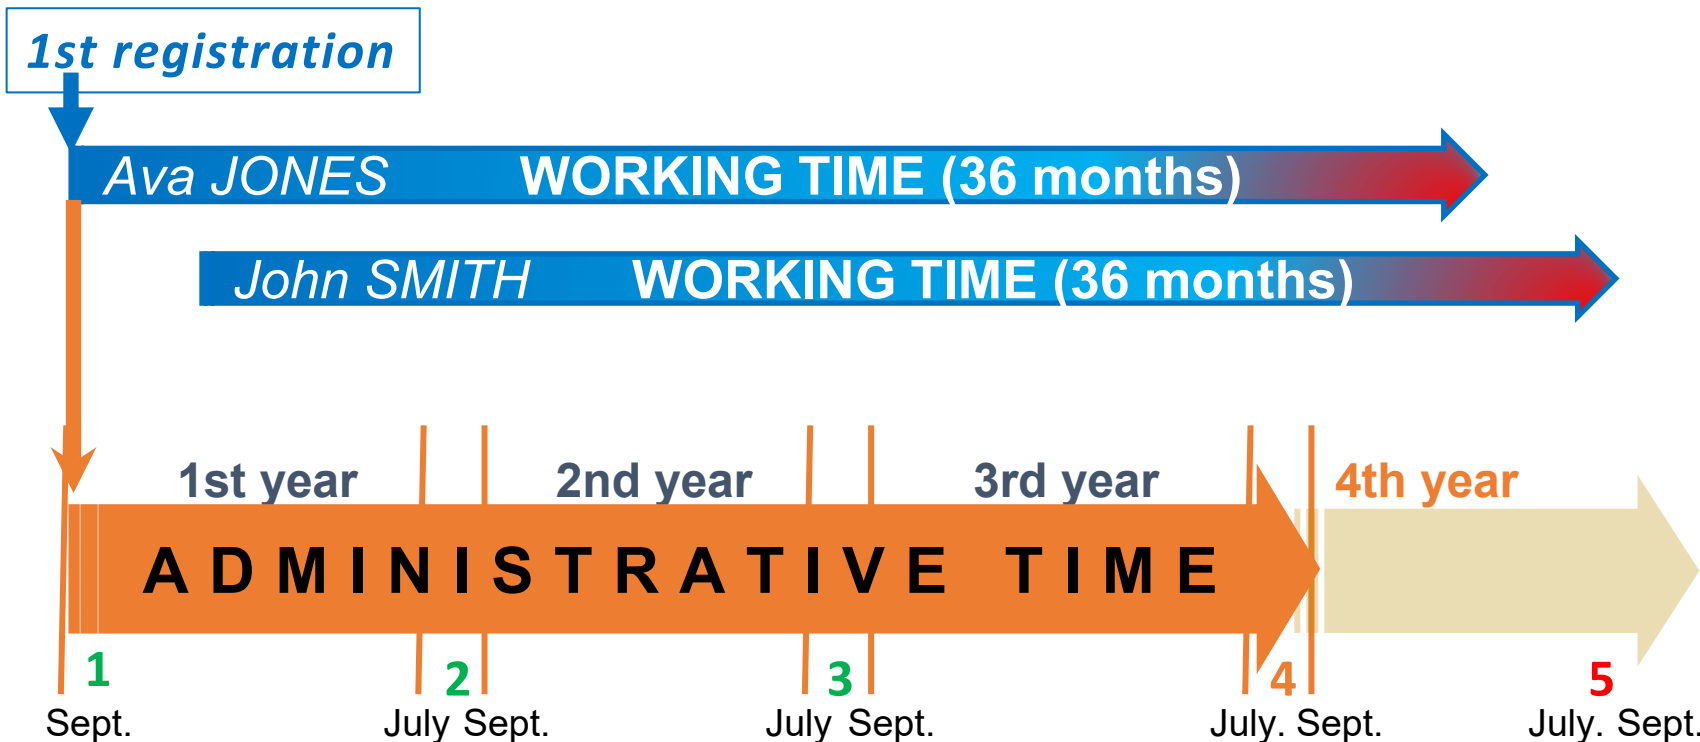 1st registration
Ava JONES WORKING TIME (36 months)
John SMITH WORKING TIME (36 months)
1st year 2nd year 3rd year 4th year
ADMINISTRATIVE TIME
1 2 3 4 5
Sept. July Sept. July Sept. July. Sept. July. Sept.